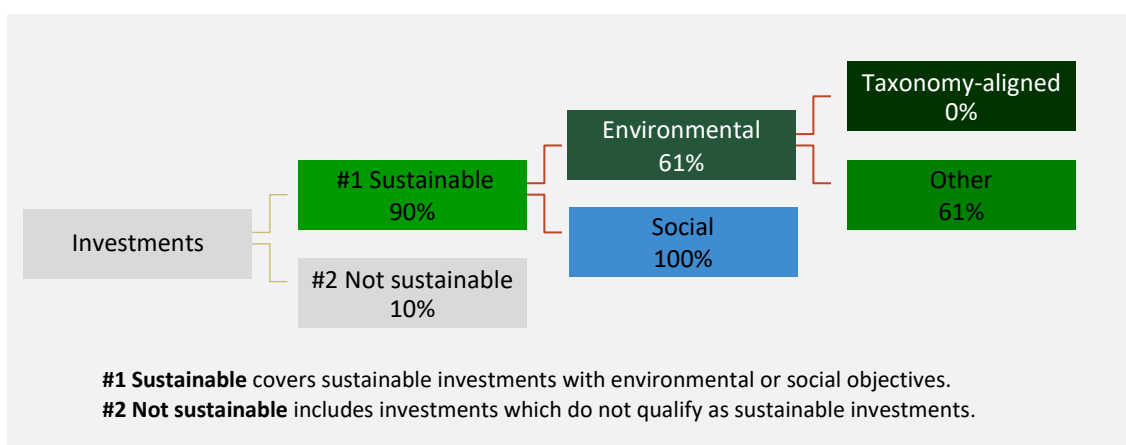 Taxonomy-aligned
0%
Environmental
61%
#1 Sustainable
90%
Other
61%
Social
100%
Investments
#2 Not sustainable
10%
#1 Sustainable covers sustainable investments with environmental or social objectives.
#2 Not sustainable includes investments which do not qualify as sustainable investments.